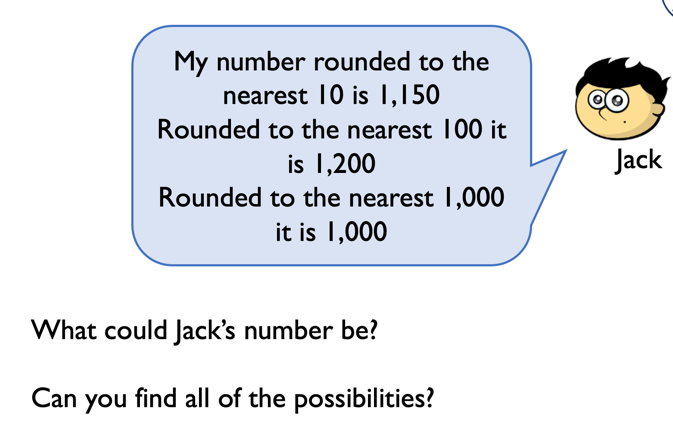 My number rounded to the
nearest 10 is 1,150
Rounded to the nearest 100 it
is 1,200
Rounded to the nearest 1,000
it is 1,000
Jack
What could Jack’s number be?
Can you find all of the possibilities?